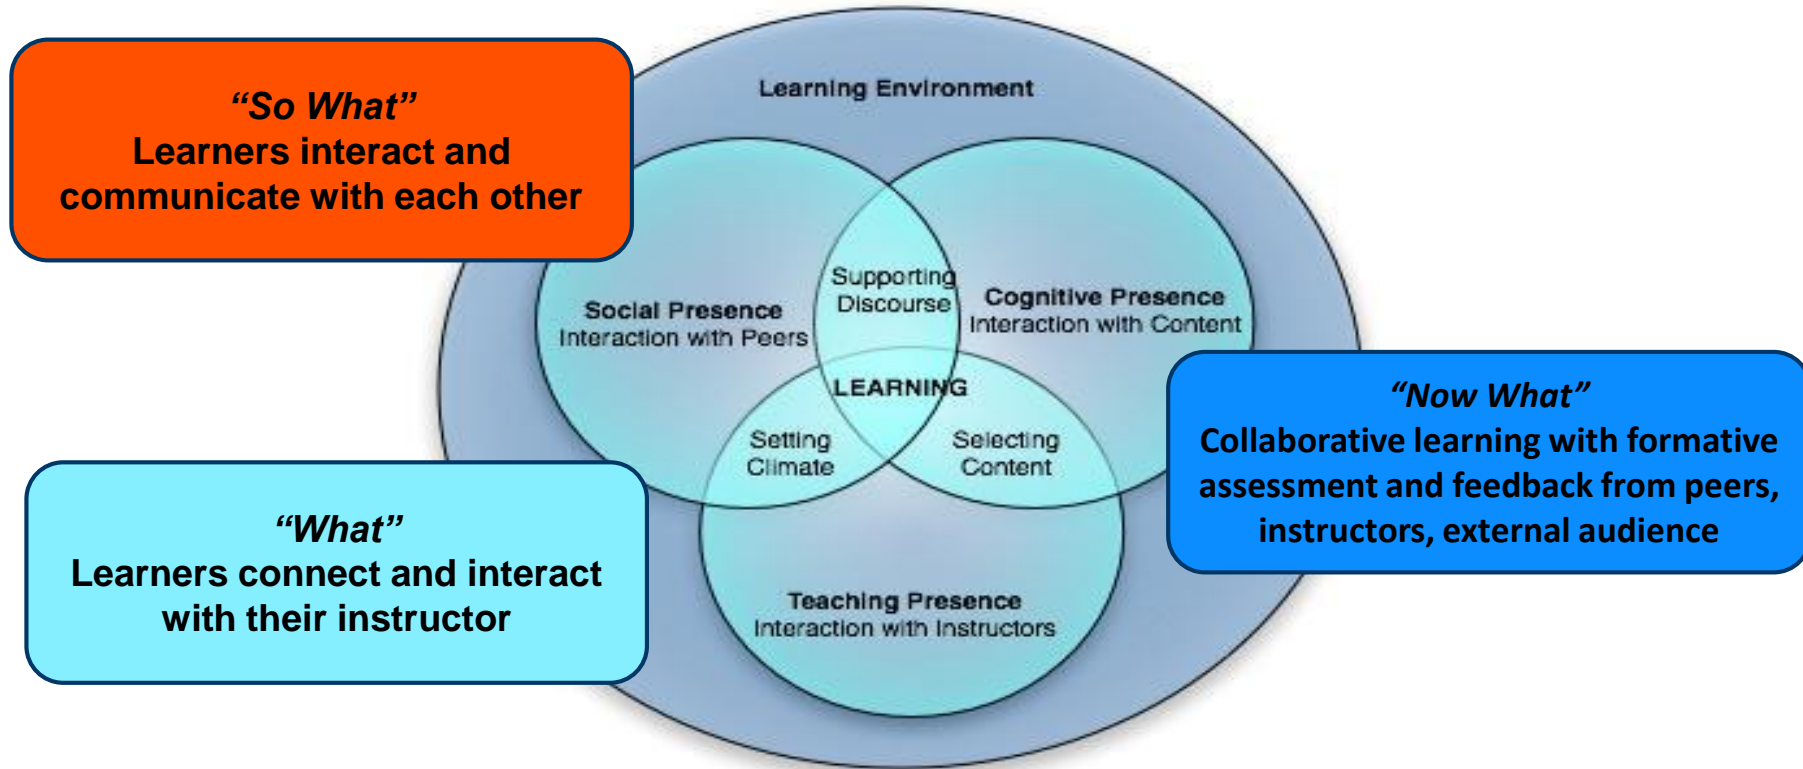 “So What”
Learners interact and
communicate with each other
Learning Environment
Supporting
Discourse
Social Presence
Interaction with Peers
Cognitive Presence
Interaction with Content
LEARNING
Setting
Climate
Selecting
Content
“Now What”
Collaborative learning with formative
assessment and feedback from peers,
instructors, external audience
“What”
Learners connect and interact
with their instructor
Teaching Presence
Interaction with Instructors